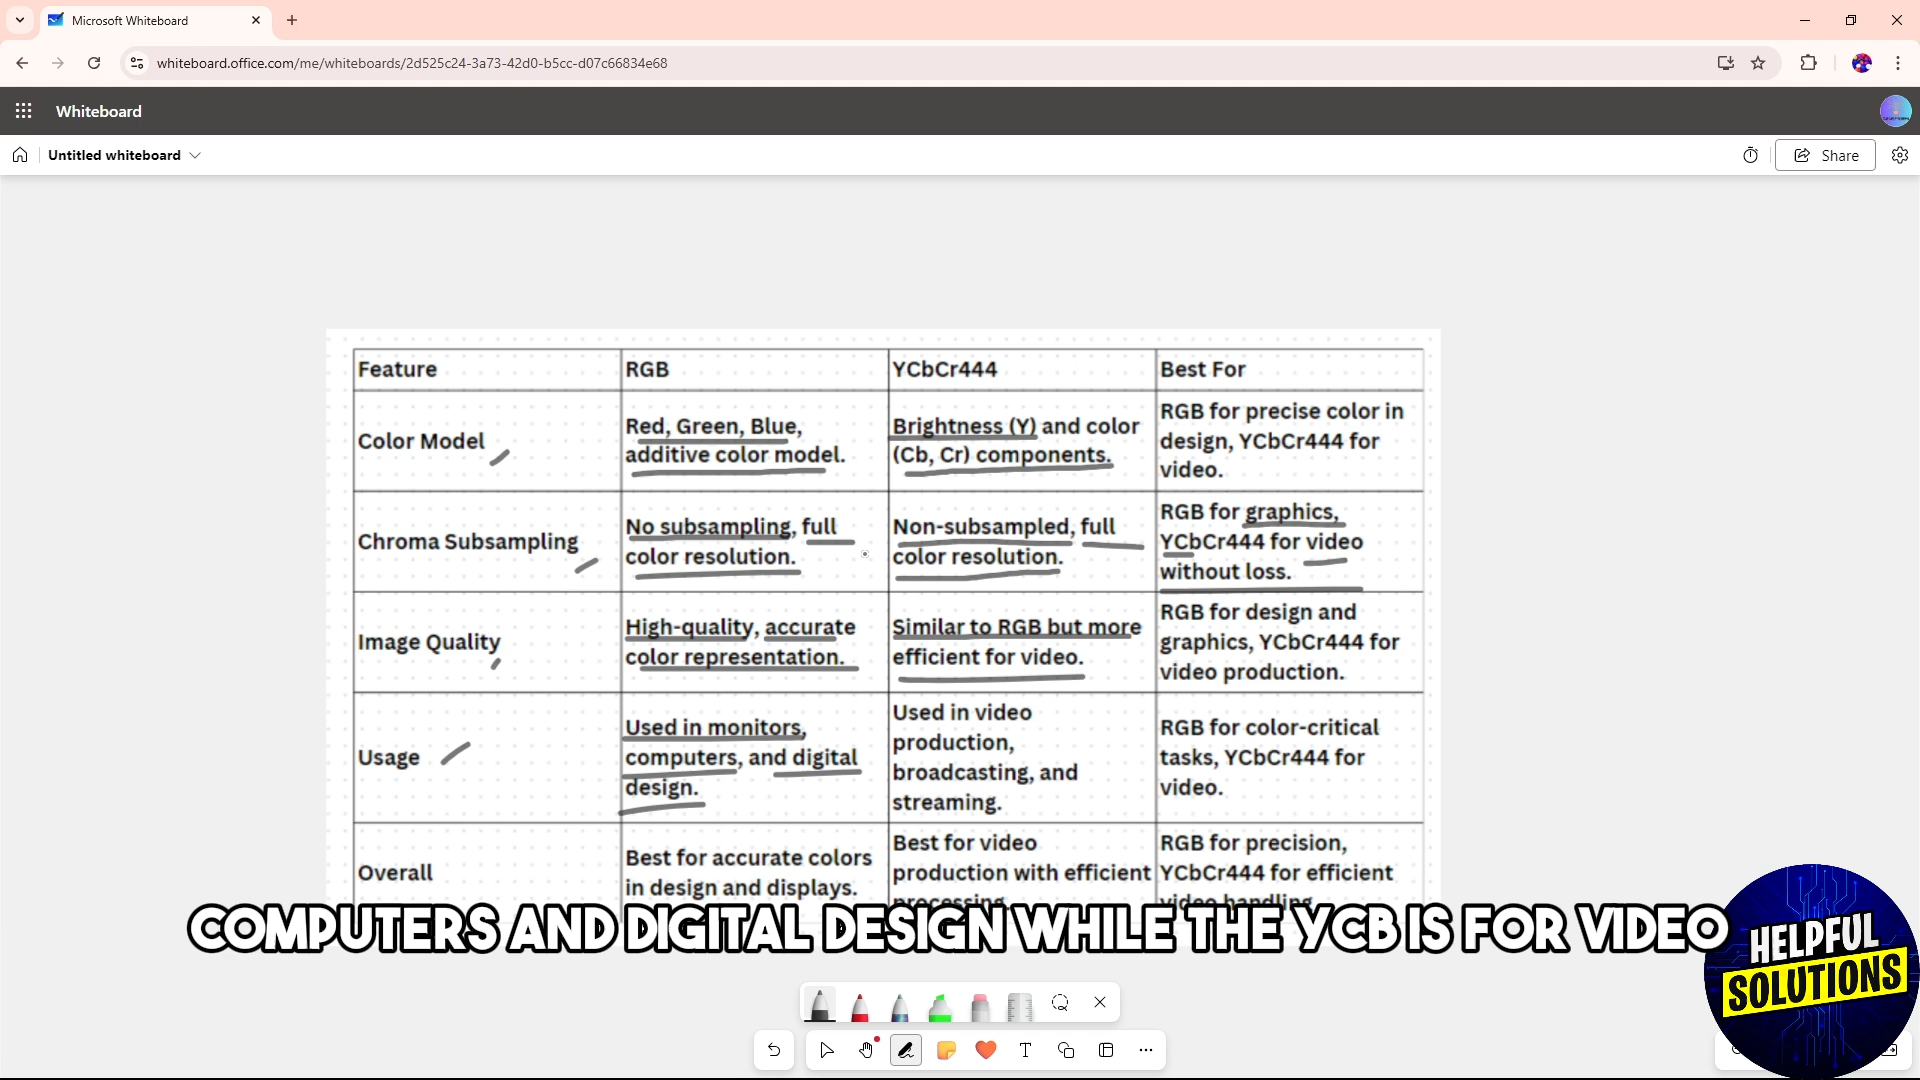 Microsoft Whiteboard
whiteboard.office.com/me/whiteboards/2d525c24-3a73-42d0-b5cc-d07c66834e68
Whiteboard
Untitled whiteboard
Share
Feature
RGB
YCbCr444
Best For
Color Model
Red, Green, Blue,
additive color model.
Brightness (Y) and color
(Cb, Cr) components.
RGB for precise color in
design, YCbCr444 for
video.
Chroma Subsampling
No subsampling, full
color resolution.
Non-subsampled, full
color resolution.
RGB for graphics,
YCbCr444 for video
without loss.
Image Quality
High-quality, accurate
color representation.
Similar to RGB but more
efficient for video.
RGB for design and
graphics, YCbCr444 for
video production.
Usage
Used in monitors,
computers, and digital
design.
Used in video
production,
broadcasting, and
streaming.
RGB for color-critical
tasks, YCbCr444 for
video.
Overall
Best for accurate colors
in design and displays.
Best for video
production with efficient
processing.
RGB for precision,
YCbCr444 for efficient
video handling.
COMPUTERS AND DIGITAL DESIGN WHILE THE YCB IS FOR VIDEO
HELPFUL
SOLUTIONS